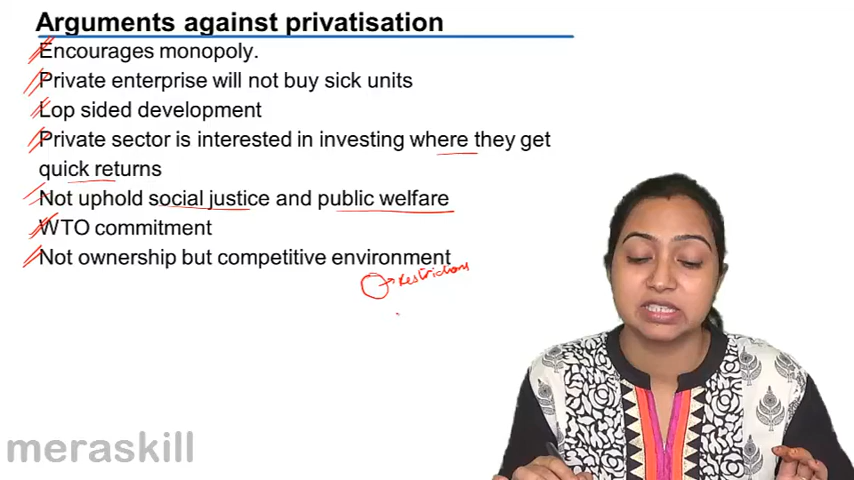 Arguments against privatisation
Encourages monopoly.
Private enterprise will not buy sick units
Lop sided development
Private sector is interested in investing where they get
quick returns
Not uphold social justice and public welfare
WTO commitment
Not ownership but competitive environment
Restrictions
meraskill